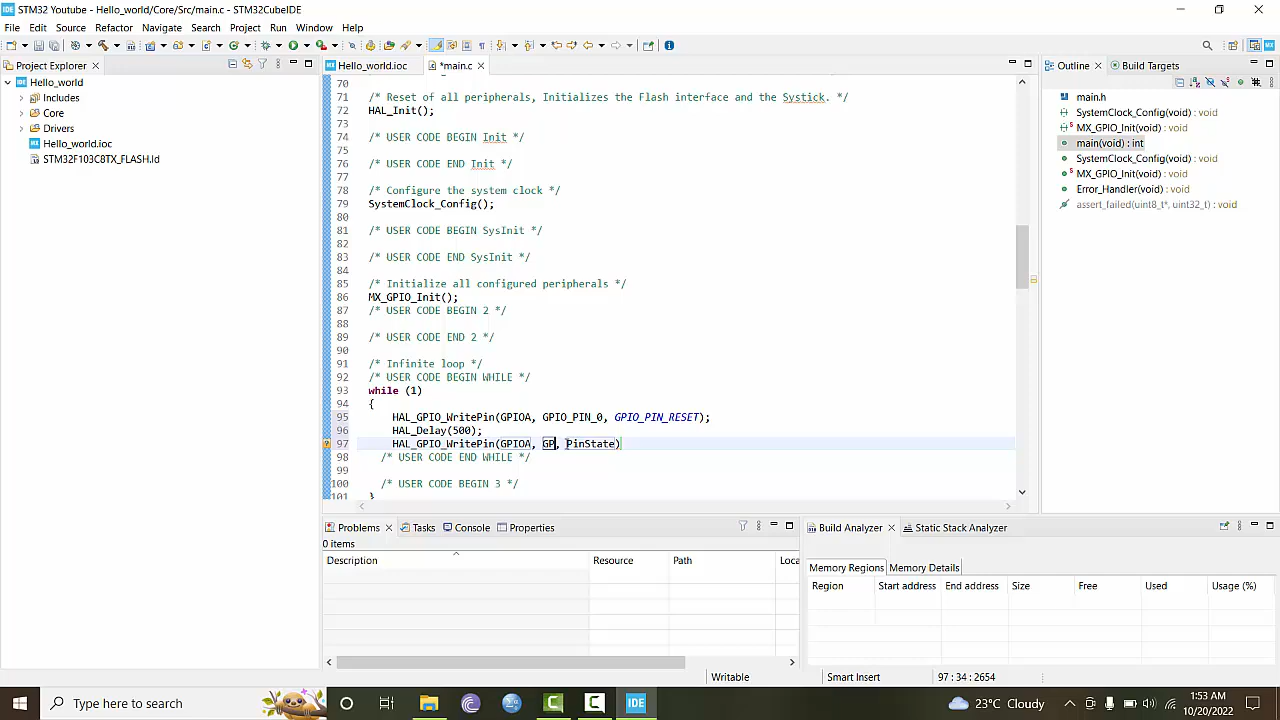 STM32 Youtube - Hello_world/Core/Src/main.c - STM32CubeIDE
File Edit Source Refactor Navigate Search Project Run Window Help
Project Explorer
Hello_world
Includes
Core
Drivers
Hello_world.ioc
STM32F103C8TX_FLASH.ld
Hello_world.ioc *main.c
70
71 /* Reset of all peripherals, Initializes the Flash interface and the Systick. */
72 HAL_Init();
73
74 /* USER CODE BEGIN Init */
75
76 /* USER CODE END Init */
77
78 /* Configure the system clock */
79 SystemClock_Config();
80
81 /* USER CODE BEGIN SysInit */
82
83 /* USER CODE END SysInit */
84
85 /* Initialize all configured peripherals */
86 MX_GPIO_Init();
87 /* USER CODE BEGIN 2 */
88
89 /* USER CODE END 2 */
90
91 /* Infinite loop */
92 /* USER CODE BEGIN WHILE */
93 while (1)
94 {
95 HAL_GPIO_WritePin(GPIOA, GPIO_PIN_0, GPIO_PIN_RESET);
96 HAL_Delay(500);
97 HAL_GPIO_WritePin(GPIOA, GP, PinState)
98 /* USER CODE END WHILE */
99
100 /* USER CODE BEGIN 3 */
101 }
Outline Build Targets
main.h
SystemClock_Config(void) : void
MX_GPIO_Init(void) : void
main(void) : int
SystemClock_Config(void) : void
MX_GPIO_Init(void) : void
Error_Handler(void) : void
assert_failed(uint8_t*, uint32_t) : void
Problems Tasks Console Properties
0 items
Description Resource Path Loca
Build Analyzer Static Stack Analyzer
Memory Regions Memory Details
Region Start address End address Size Free Used Usage (%)
Writable Smart Insert 97 : 34 : 2654
Type here to search
IDE
23°C Cloudy
1:53 AM
10/20/2022